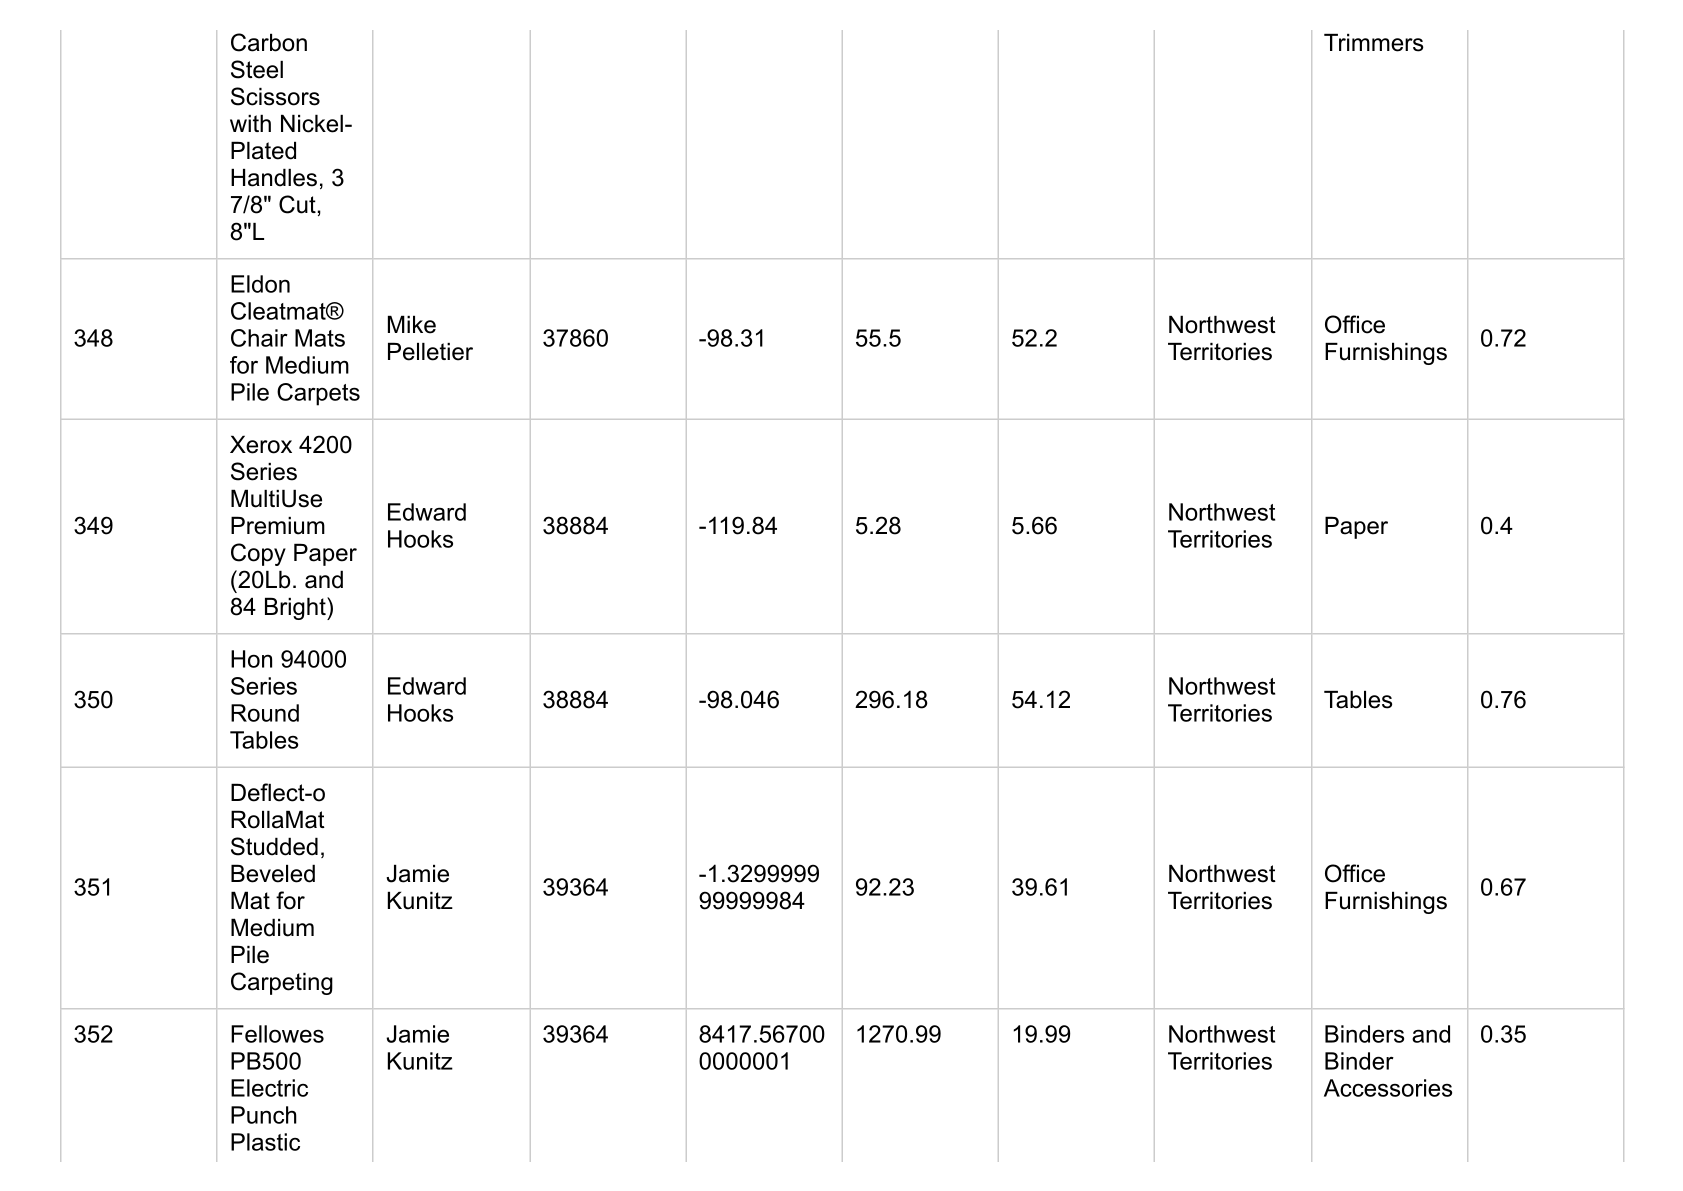 Carbon
Steel
Scissors
with Nickel-
Plated
Handles, 3
7/8" Cut,
8"L
Trimmers
348
Eldon
Cleatmat®
Chair Mats
for Medium
Pile Carpets
Mike
Pelletier
37860
-98.31
55.5
52.2
Northwest
Territories
Office
Furnishings
0.72
349
Xerox 4200
Series
MultiUse
Premium
Copy Paper
(20Lb. and
84 Bright)
Edward
Hooks
38884
-119.84
5.28
5.66
Northwest
Territories
Paper
0.4
350
Hon 94000
Series
Round
Tables
Edward
Hooks
38884
-98.046
296.18
54.12
Northwest
Territories
Tables
0.76
351
Deflect-o
RollaMat
Studded,
Beveled
Mat for
Medium
Pile
Carpeting
Jamie
Kunitz
39364
-1.3299999
99999984
92.23
39.61
Northwest
Territories
Office
Furnishings
0.67
352
Fellowes
PB500
Electric
Punch
Plastic
Jamie
Kunitz
39364
8417.56700
0000001
1270.99
19.99
Northwest
Territories
Binders and
Binder
Accessories
0.35